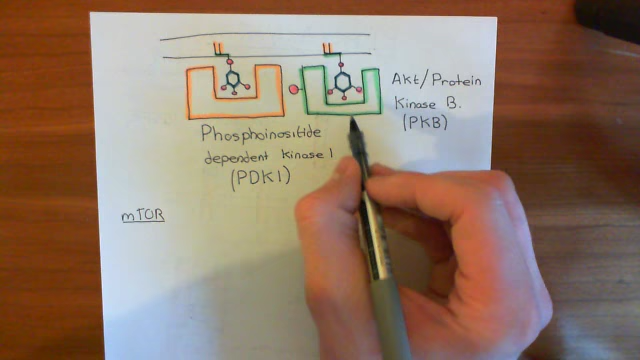 Akt/Protein
Kinase B.
(PKB)
Phosphoinositide
dependent kinase 1
(PDK1)
mTOR